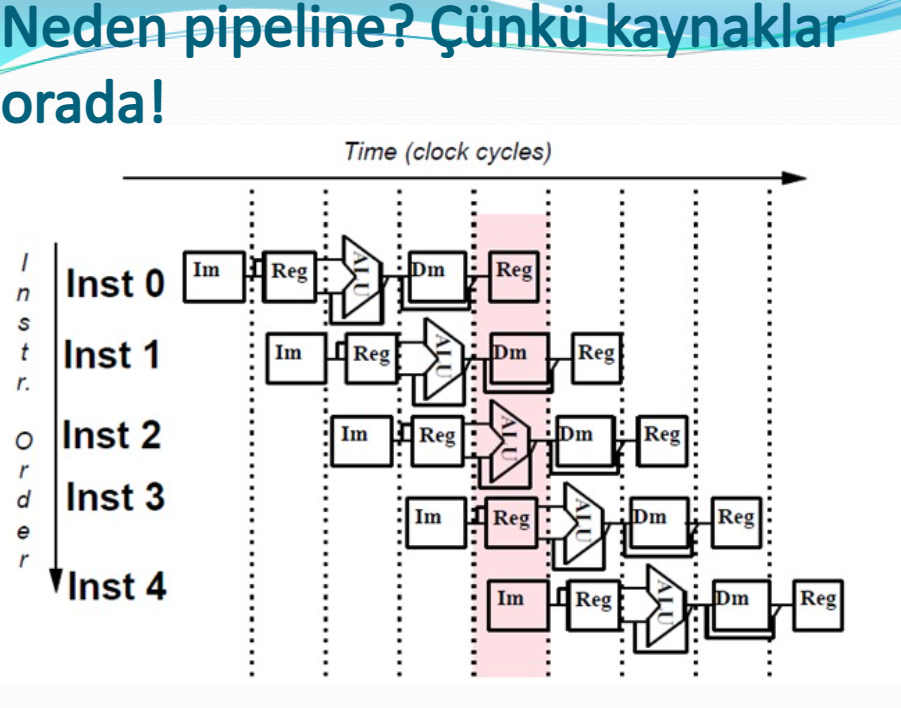 Neden pipeline? Çünkü kaynaklar
orada!
Time (clock cycles)
Instr. Order
Inst 0
Im Reg ALU Dm Reg
Inst 1
Im Reg ALU Dm Reg
Inst 2
Im Reg ALU Dm Reg
Inst 3
Im Reg ALU Dm Reg
Inst 4
Im Reg ALU Dm Reg